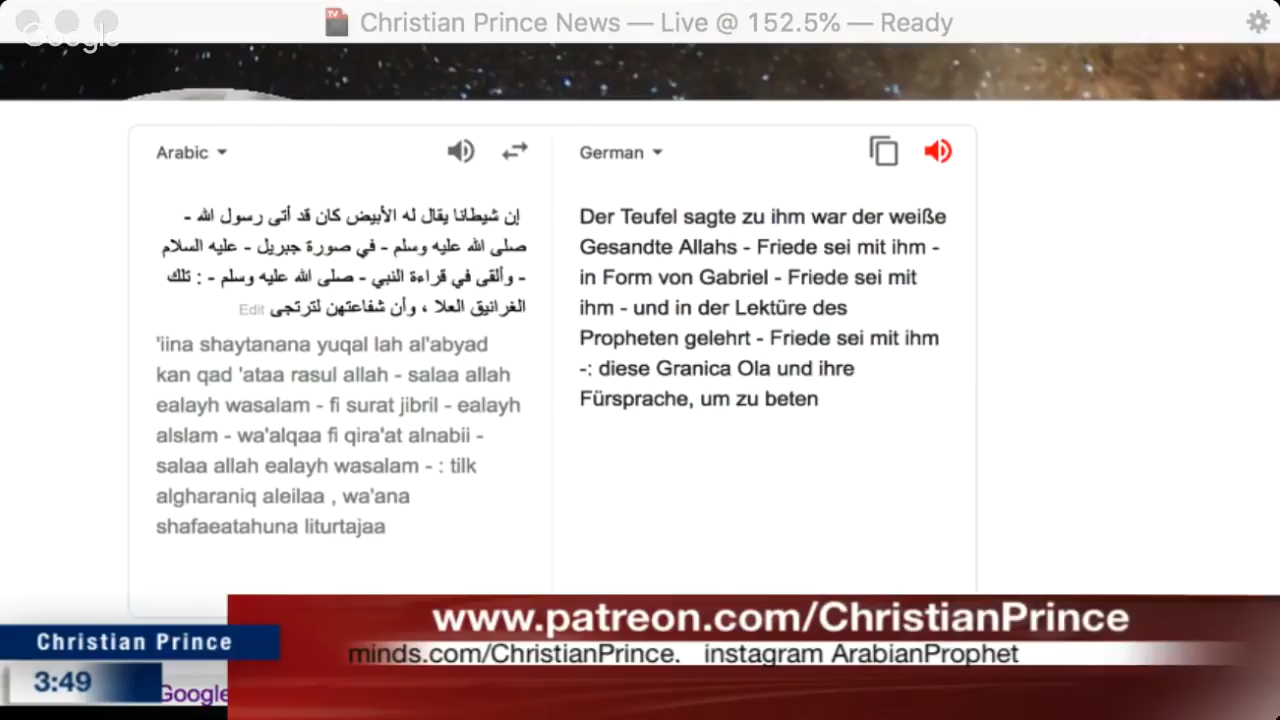 Christian Prince News — Live @ 152.5% — Ready
Google
Arabic
German
إن شيطانا يقال له الأبيض كان قد أتى رسول الله -
صلى الله عليه وسلم - في صورة جبريل - عليه السلام
- وألقى في قراءة النبي - صلى الله عليه وسلم - : تلك
الغرانيق العلا ، وأن شفاعتهن لترتجى Edit
'iina shaytanana yuqal lah al'abyad
kan qad 'ataa rasul allah - salaa allah
ealayh wasalam - fi surat jibril - ealayh
alslam - wa'alqaa fi qira'at alnabii -
salaa allah ealayh wasalam - : tilk
algharaniq aleilaa , wa'ana
shafaeatahuna liturtajaa
Der Teufel sagte zu ihm war der weiße
Gesandte Allahs - Friede sei mit ihm -
in Form von Gabriel - Friede sei mit
ihm - und in der Lektüre des
Propheten gelehrt - Friede sei mit ihm
-: diese Granica Ola und ihre
Fürsprache, um zu beten
www.patreon.com/ChristianPrince
Christian Prince
minds.com/ChristianPrince. instagram ArabianProphet
3:49
Google